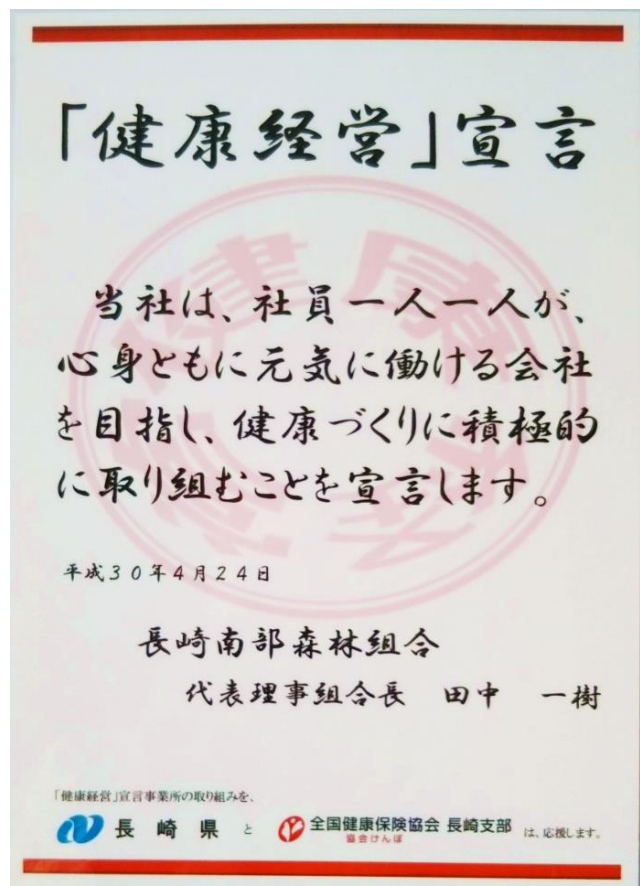 「健康経営」宣言
当社は、社員一人一人が、
心身ともに元気に働ける会社
を目指し、健康づくりに積極的
に取り組むことを宣言します。
平成30年4月24日
長崎南部森林組合
代表理事組合長 田中 一樹
「健康経営」宣言事業所の取り組みを、
長崎県 と 全国健康保険協会 長崎支部 は、応援します。
協会けんぽ
健康経営